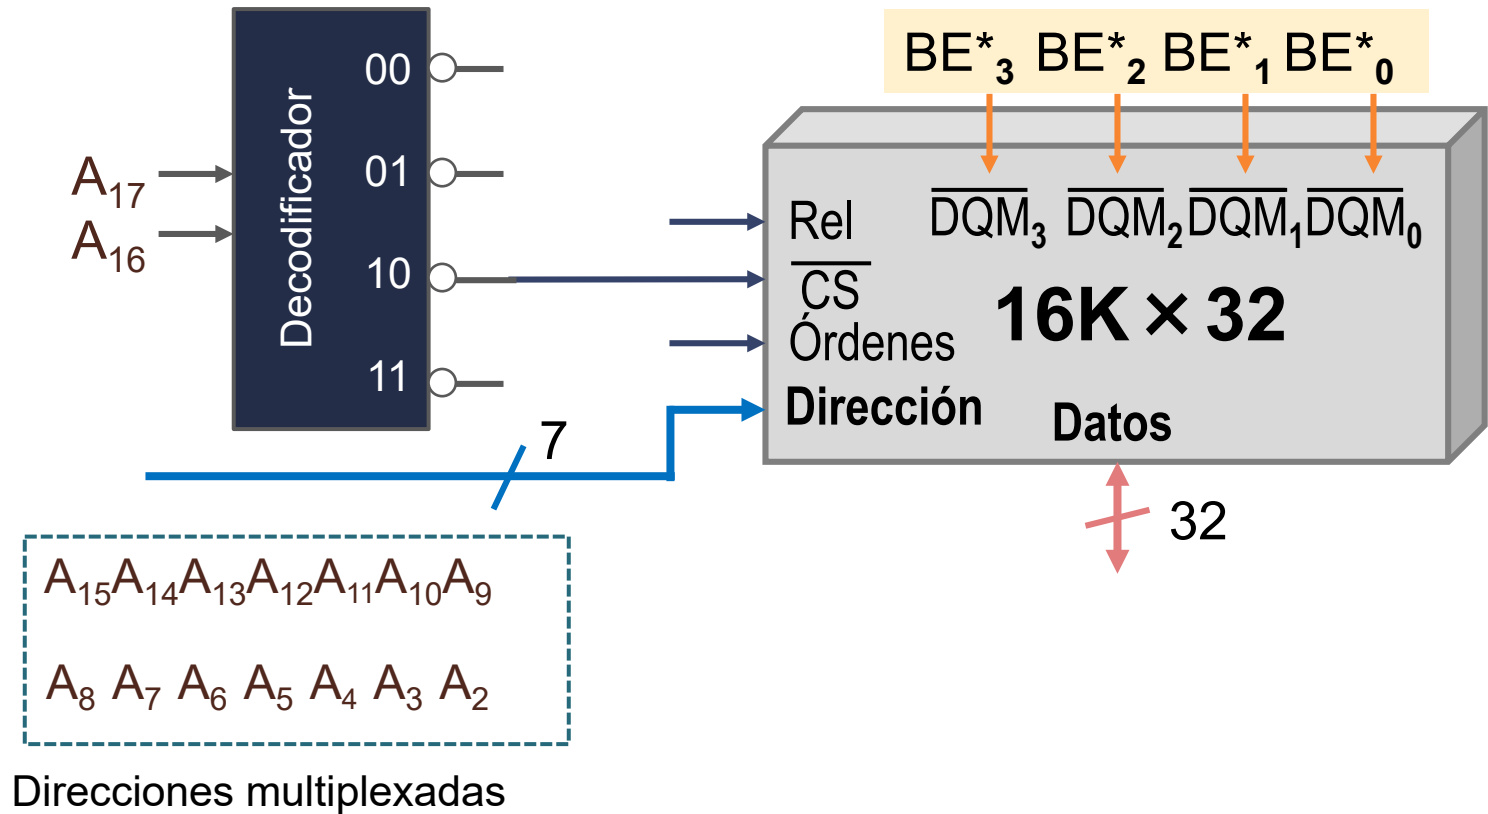 BE*₃ BE*₂ BE*₁ BE*₀
Decodificador
00
01
10
11
A₁₇
A₁₆
Rel
DQM₃ DQM₂ DQM₁ DQM₀
CS
16K × 32
Órdenes
Dirección
Datos
7
32
A₁₅A₁₄A₁₃A₁₂A₁₁A₁₀A₉
A₈ A₇ A₆ A₅ A₄ A₃ A₂
Direcciones multiplexadas